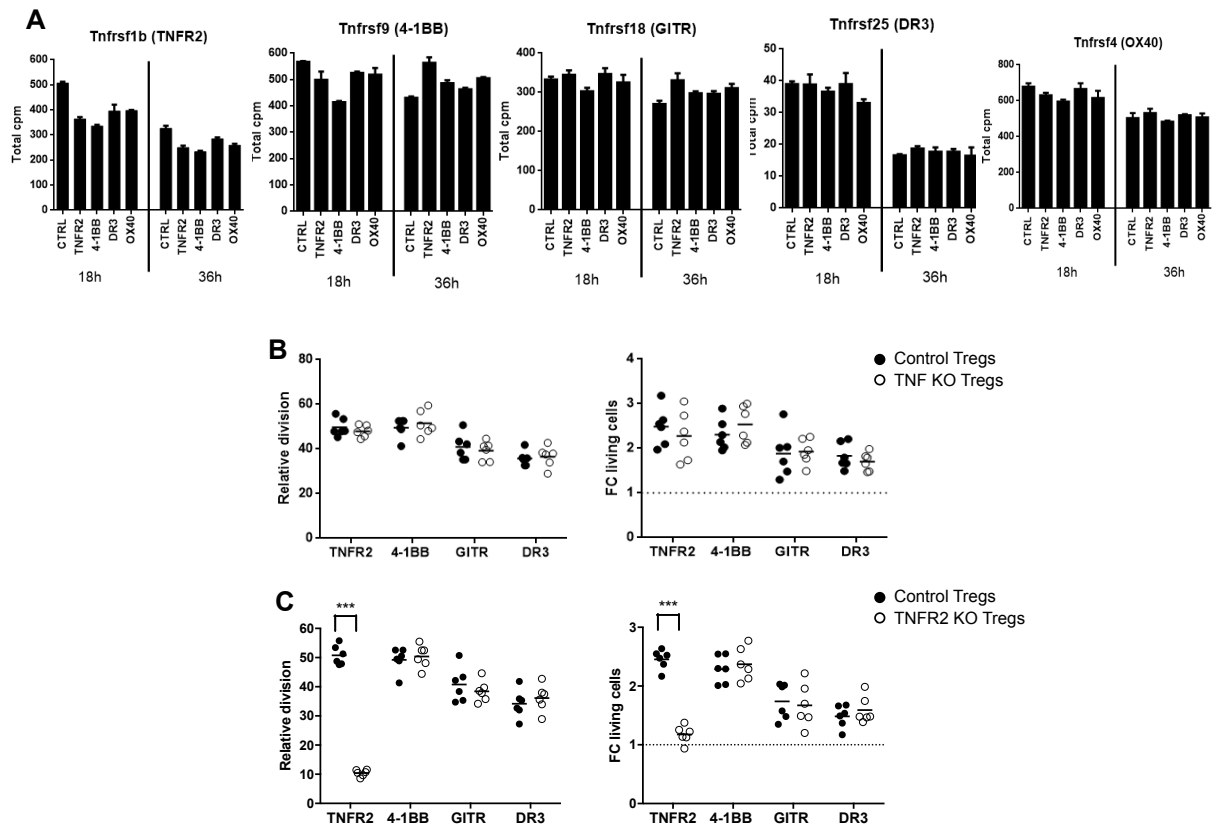 A
Tnfrsf1b (TNFR2)
Total cpm
600
500
400
300
200
100
0
CTRL
TNFR2
4-1BB
DR3
OX40
CTRL
TNFR2
4-1BB
DR3
OX40
18h
36h
Tnfrsf9 (4-1BB)
Total cpm
600
500
400
300
200
100
0
CTRL
TNFR2
4-1BB
DR3
OX40
CTRL
TNFR2
4-1BB
DR3
OX40
18h
36h
Tnfrsf18 (GITR)
Total cpm
400
300
200
100
0
CTRL
TNFR2
4-1BB
DR3
OX40
CTRL
TNFR2
4-1BB
DR3
OX40
18h
36h
Tnfrsf25 (DR3)
Total cpm
50
40
30
20
10
0
CTRL
TNFR2
4-1BB
DR3
OX40
CTRL
TNFR2
4-1BB
DR3
OX40
18h
36h
Tnfrsf4 (OX40)
Total cpm
800
600
400
200
0
CTRL
TNFR2
4-1BB
DR3
OX40
CTRL
TNFR2
4-1BB
DR3
OX40
18h
36h
B
Relative division
80
60
40
20
0
TNFR2 4-1BB GITR DR3
FC living cells
4
3
2
1
0
TNFR2 4-1BB GITR DR3
Control Tregs
TNF KO Tregs
C
Relative division
60
50
40
30
20
10
0
***
TNFR2 4-1BB GITR DR3
FC living cells
3
2
1
0
***
TNFR2 4-1BB GITR DR3
Control Tregs
TNFR2 KO Tregs